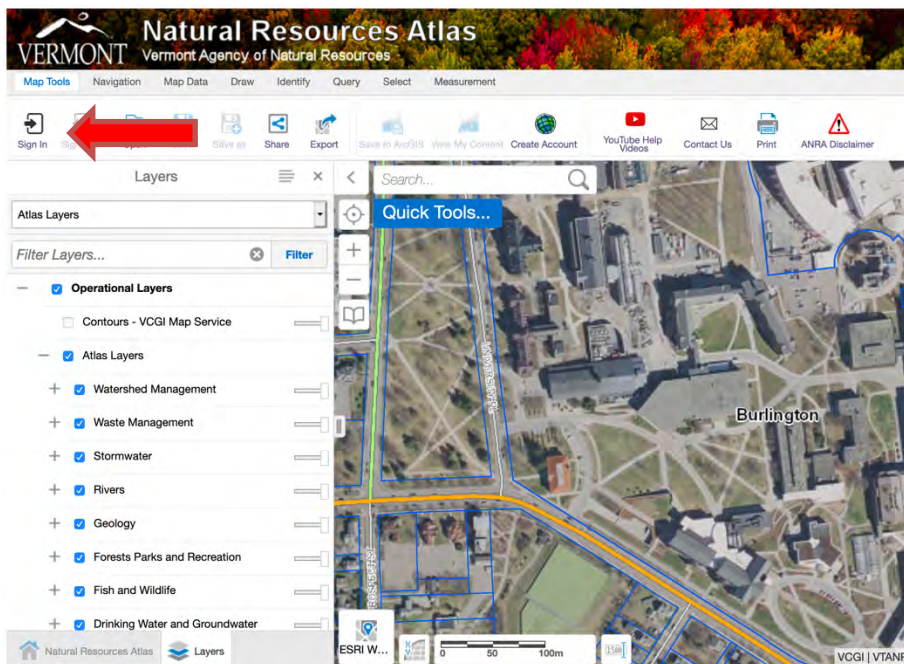 VERMONT
Natural Resources Atlas
Vermont Agency of Natural Resources
Map Tools Navigation Map Data Draw Identify Query Select Measurement
Sign In Save as Share Export Save to ArcGIS View My Content Create Account YouTube Help Videos Contact Us Print ANRA Disclaimer
Layers
Search...
Atlas Layers
Quick Tools...
Filter Layers... Filter
Operational Layers
Contours - VCGI Map Service
Atlas Layers
Watershed Management
Waste Management
Burlington
Stormwater
Rivers
Geology
Forests Parks and Recreation
Fish and Wildlife
Drinking Water and Groundwater
Natural Resources Atlas Layers
ESRI W...
0 50 100m
VCGI | VTANR